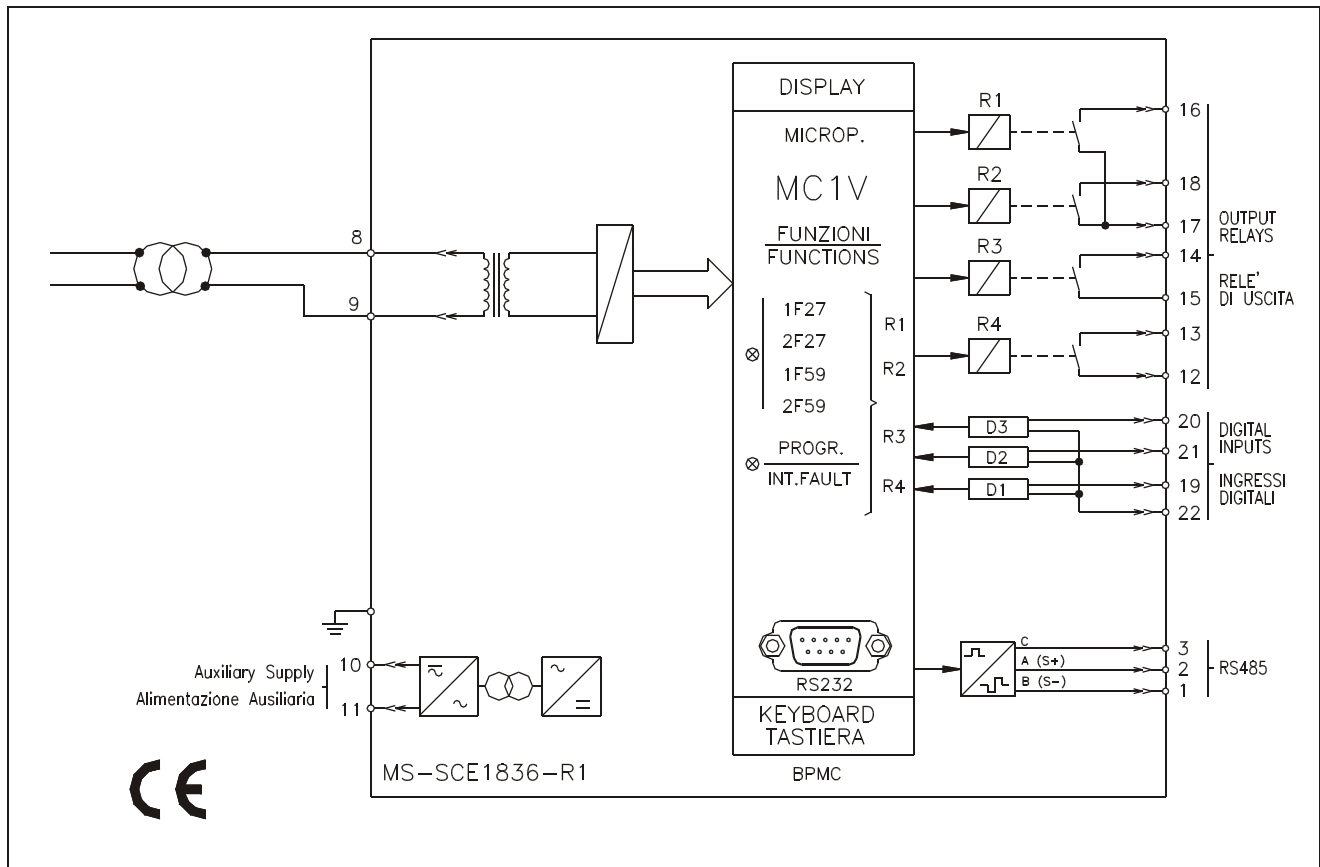 DISPLAY
MICROP.
MC1V
FUNZIONI
FUNCTIONS
1F27
2F27
1F59
2F59
PROGR.
INT.FAULT
R1
R2
R3
R4
RS232
KEYBOARD
TASTIERA
BPMC
8
9
10
11
Auxiliary Supply
Alimentazione Ausiliaria
MS-SCE1836-R1
CE
R1
R2
R3
R4
16
18
17
14
15
13
12
OUTPUT
RELAYS
RELE'
DI USCITA
D3
D2
D1
20
21
19
22
DIGITAL
INPUTS
INGRESSI
DIGITALI
C
A (S+)
B (S-)
3
2
1
RS485